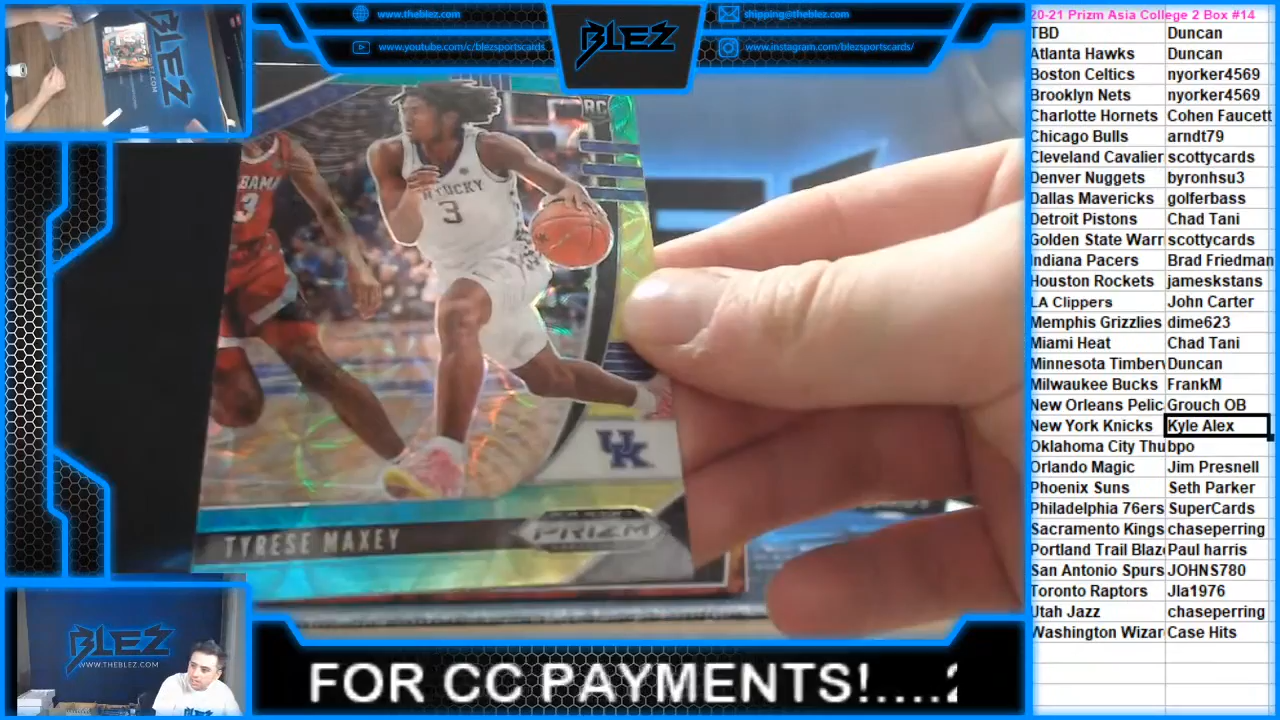 www.theblez.com
www.youtube.com/c/blezsportscards
BLEZ
shipping@theblez.com
www.instagram.com/blezsportscards/
RC
KENTUCKY
3
BAMA
3
UK
TYRESE MAXEY
PRIZM
BLEZ
WWW.THEBLEZ.COM
FOR CC PAYMENTS!....2
20-21 Prizm Asia College 2 Box #14
TBD Duncan
Atlanta Hawks Duncan
Boston Celtics nyorker4569
Brooklyn Nets nyorker4569
Charlotte Hornets Cohen Faucett
Chicago Bulls arndt79
Cleveland Cavalier scottycards
Denver Nuggets byronhsu3
Dallas Mavericks golferbass
Detroit Pistons Chad Tani
Golden State Warr scottycards
Indiana Pacers Brad Friedman
Houston Rockets jameskstans
LA Clippers John Carter
Memphis Grizzlies dime623
Miami Heat Chad Tani
Minnesota Timberv Duncan
Milwaukee Bucks FrankM
New Orleans Pelic Grouch OB
New York Knicks Kyle Alex
Oklahoma City Thu bpo
Orlando Magic Jim Presnell
Phoenix Suns Seth Parker
Philadelphia 76ers SuperCards
Sacramento Kings chaseperring
Portland Trail Blaze Paul harris
San Antonio Spurs JOHNS780
Toronto Raptors Jla1976
Utah Jazz chaseperring
Washington Wizar Case Hits